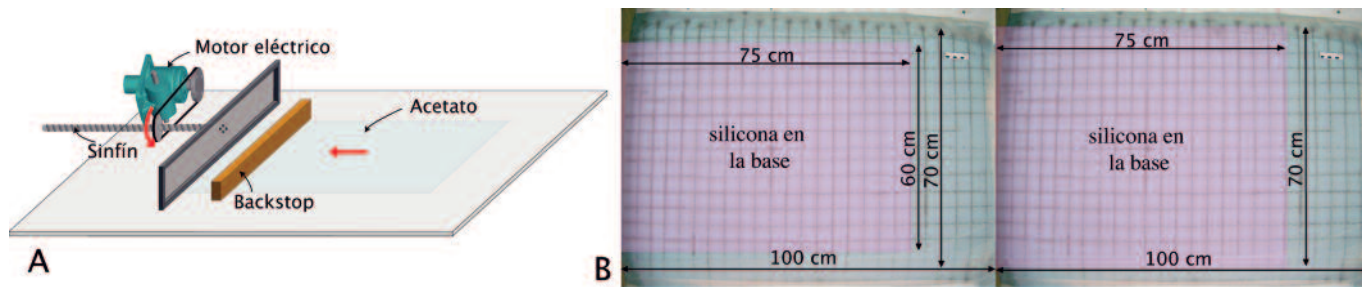 Motor eléctrico
Acetato
Sinfín
Backstop
A
75 cm
silicona en
la base
60 cm
70 cm
100 cm
B
75 cm
silicona en
la base
70 cm
100 cm